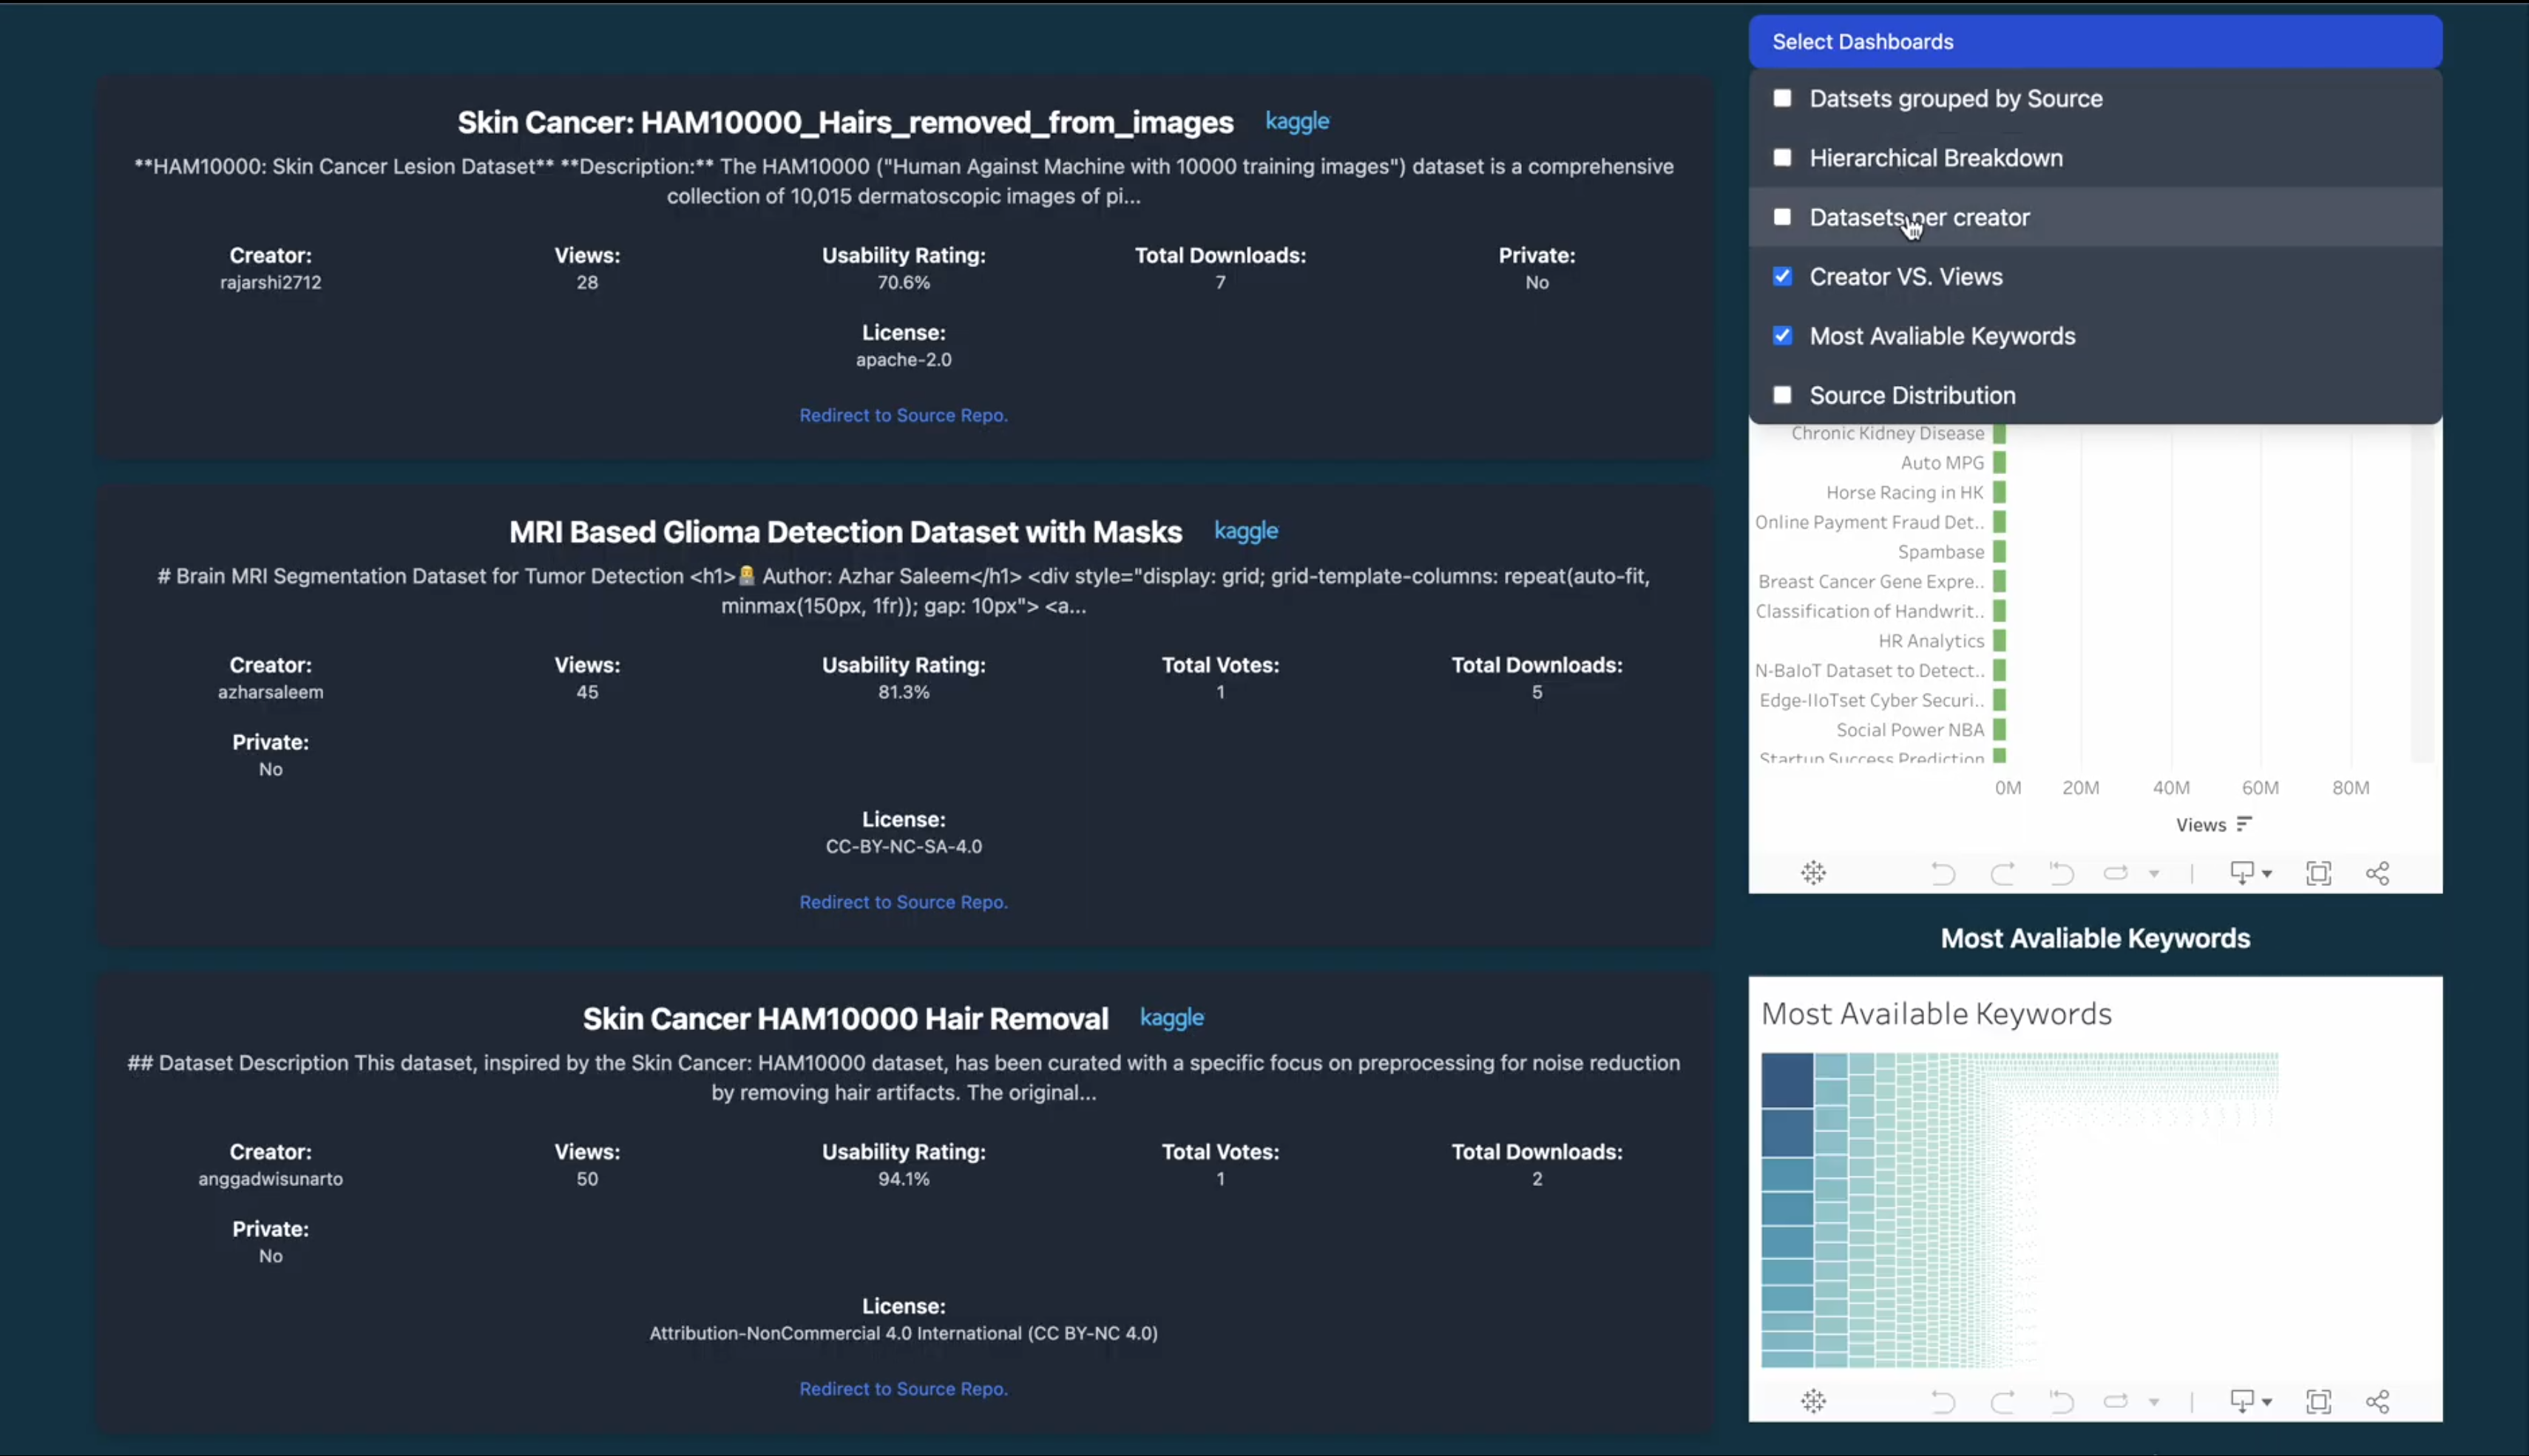 Select Dashboards
Datsets grouped by Source
Hierarchical Breakdown
Datasets per creator
Creator VS. Views
Most Avaliable Keywords
Source Distribution
Skin Cancer: HAM10000_Hairs_removed_from_images kaggle
**HAM10000: Skin Cancer Lesion Dataset** **Description:** The HAM10000 ("Human Against Machine with 10000 training images") dataset is a comprehensive
collection of 10,015 dermatoscopic images of pi...
Creator: Views: Usability Rating: Total Downloads: Private:
rajarshi2712 28 70.6% 7 No
License:
apache-2.0
Redirect to Source Repo.
MRI Based Glioma Detection Dataset with Masks kaggle
# Brain MRI Segmentation Dataset for Tumor Detection <h1>👨‍💻 Author: Azhar Saleem</h1> <div style="display: grid; grid-template-columns: repeat(auto-fit,
minmax(150px, 1fr)); gap: 10px"> <a...
Creator: Views: Usability Rating: Total Votes: Total Downloads:
azharsaleem 45 81.3% 1 5
Private:
No
License:
CC-BY-NC-SA-4.0
Redirect to Source Repo.
Skin Cancer HAM10000 Hair Removal kaggle
## Dataset Description This dataset, inspired by the Skin Cancer: HAM10000 dataset, has been curated with a specific focus on preprocessing for noise reduction
by removing hair artifacts. The original...
Creator: Views: Usability Rating: Total Votes: Total Downloads:
anggadwisunarto 50 94.1% 1 2
Private:
No
License:
Attribution-NonCommercial 4.0 International (CC BY-NC 4.0)
Redirect to Source Repo.
Chronic Kidney Disease
Auto MPG
Horse Racing in HK
Online Payment Fraud Det..
Spambase
Breast Cancer Gene Expre..
Classification of Handwrit..
HR Analytics
N-BaIoT Dataset to Detect..
Edge-IIoTset Cyber Securi..
Social Power NBA
Startup Success Prediction
0M 20M 40M 60M 80M
Views
Most Avaliable Keywords
Most Available Keywords